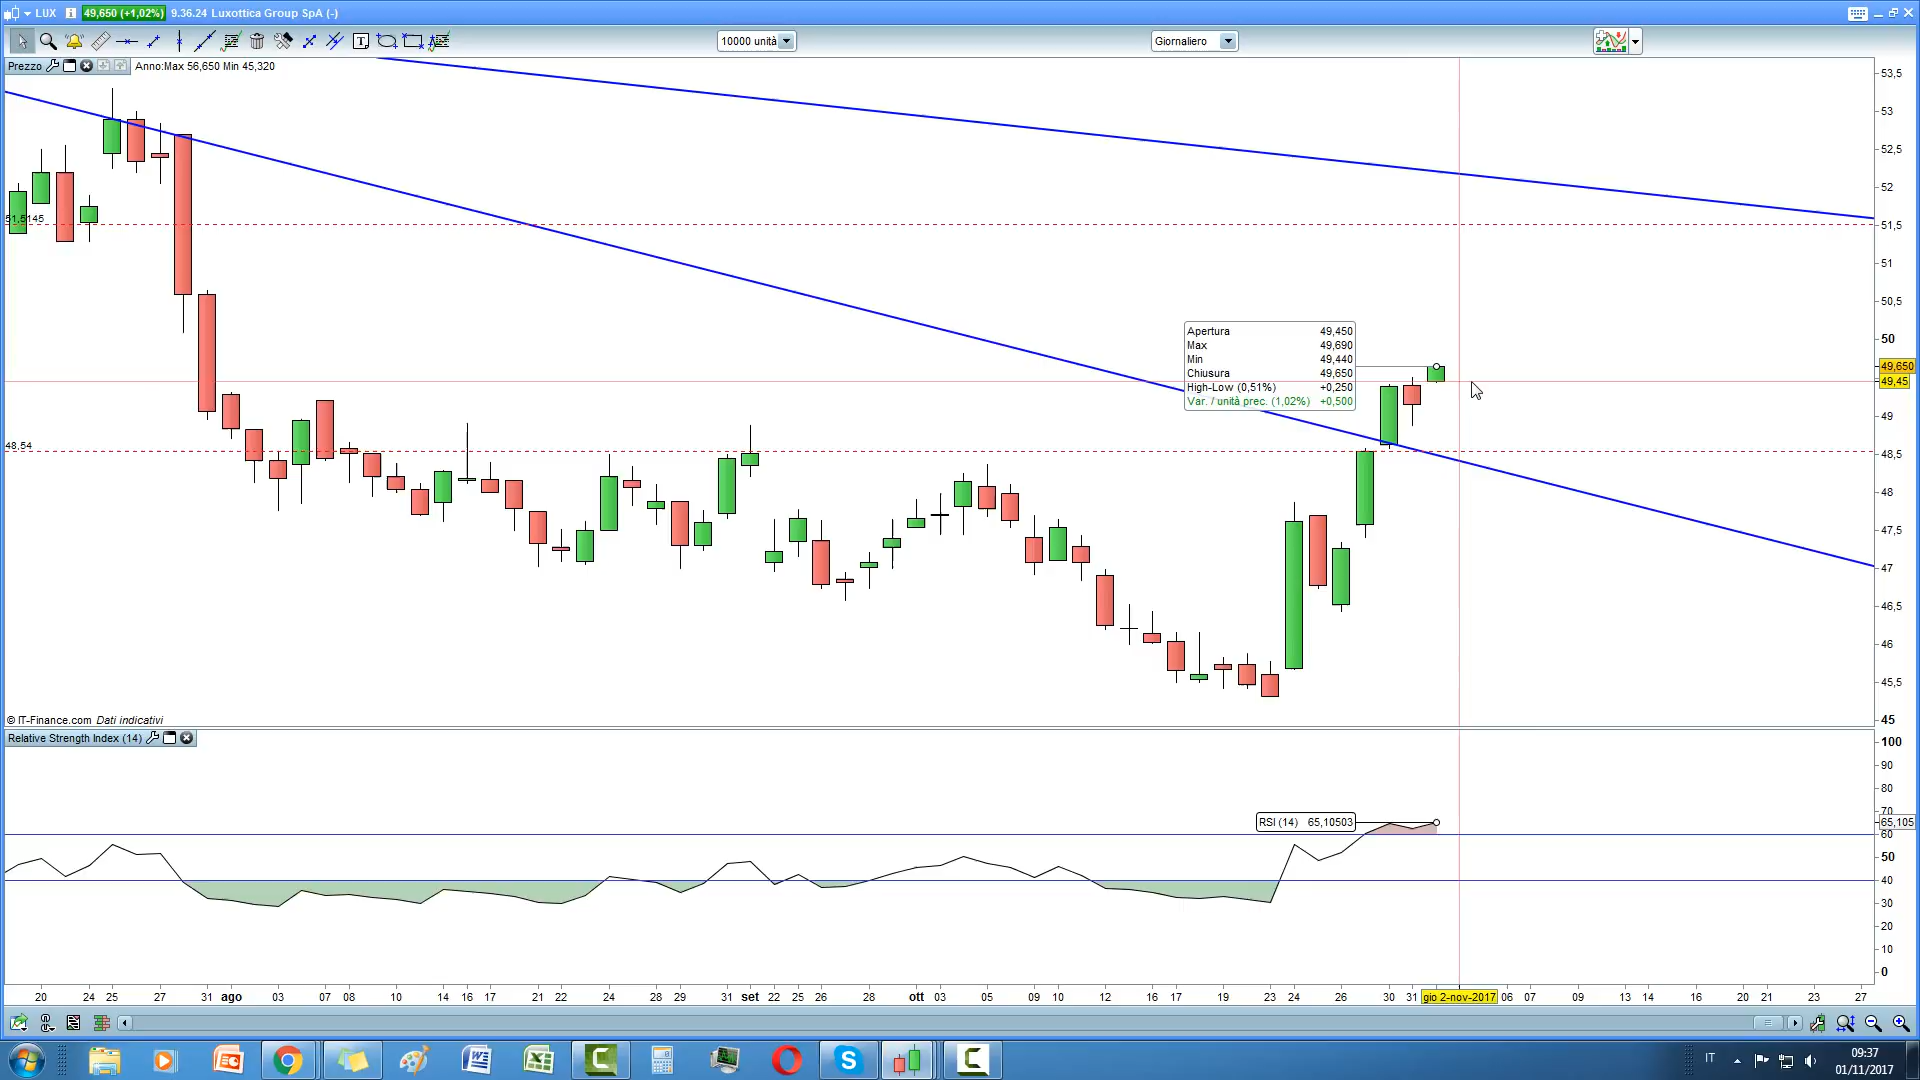 LUX 49,650 (+1,02%) 9.36.24 Luxottica Group SpA (-)
10000 unità Giornaliero
Prezzo Anno:Max 56,650 Min 45,320
53,5
53
52,5
52
51,5145
51,5
51
50,5
50
Apertura 49,450
Max 49,690
Min 49,440
Chiusura 49,650
High-Low (0,51%) +0,250
Var. / unità prec. (1,02%) +0,500
49,650
49,45
49
48,54
48,5
48
47,5
47
46,5
46
45,5
45
© IT-Finance.com Dati indicativi
Relative Strength Index (14)
100
90
80
70
RSI (14) 65,10503
65,105
60
50
40
30
20
10
0
20 24 25 27 31 ago 03 07 08 10 14 16 17 21 22 24 28 29 31 set 22 25 26 28 ott 03 05 09 10 12 16 17 19 23 24 26 30 31 gio 2-nov-2017 06 07 09 13 14 16 20 21 23 27
IT
09:37
01/11/2017